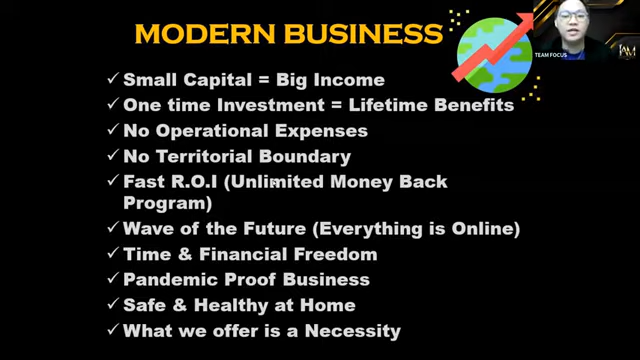 MODERN BUSINESS
TEAM FOCUS
✓ Small Capital = Big Income
✓ One time Investment = Lifetime Benefits
✓ No Operational Expenses
✓ No Territorial Boundary
✓ Fast R.O.I (Unlimited Money Back
Program)
✓ Wave of the Future (Everything is Online)
✓ Time & Financial Freedom
✓ Pandemic Proof Business
✓ Safe & Healthy at Home
✓ What we offer is a Necessity